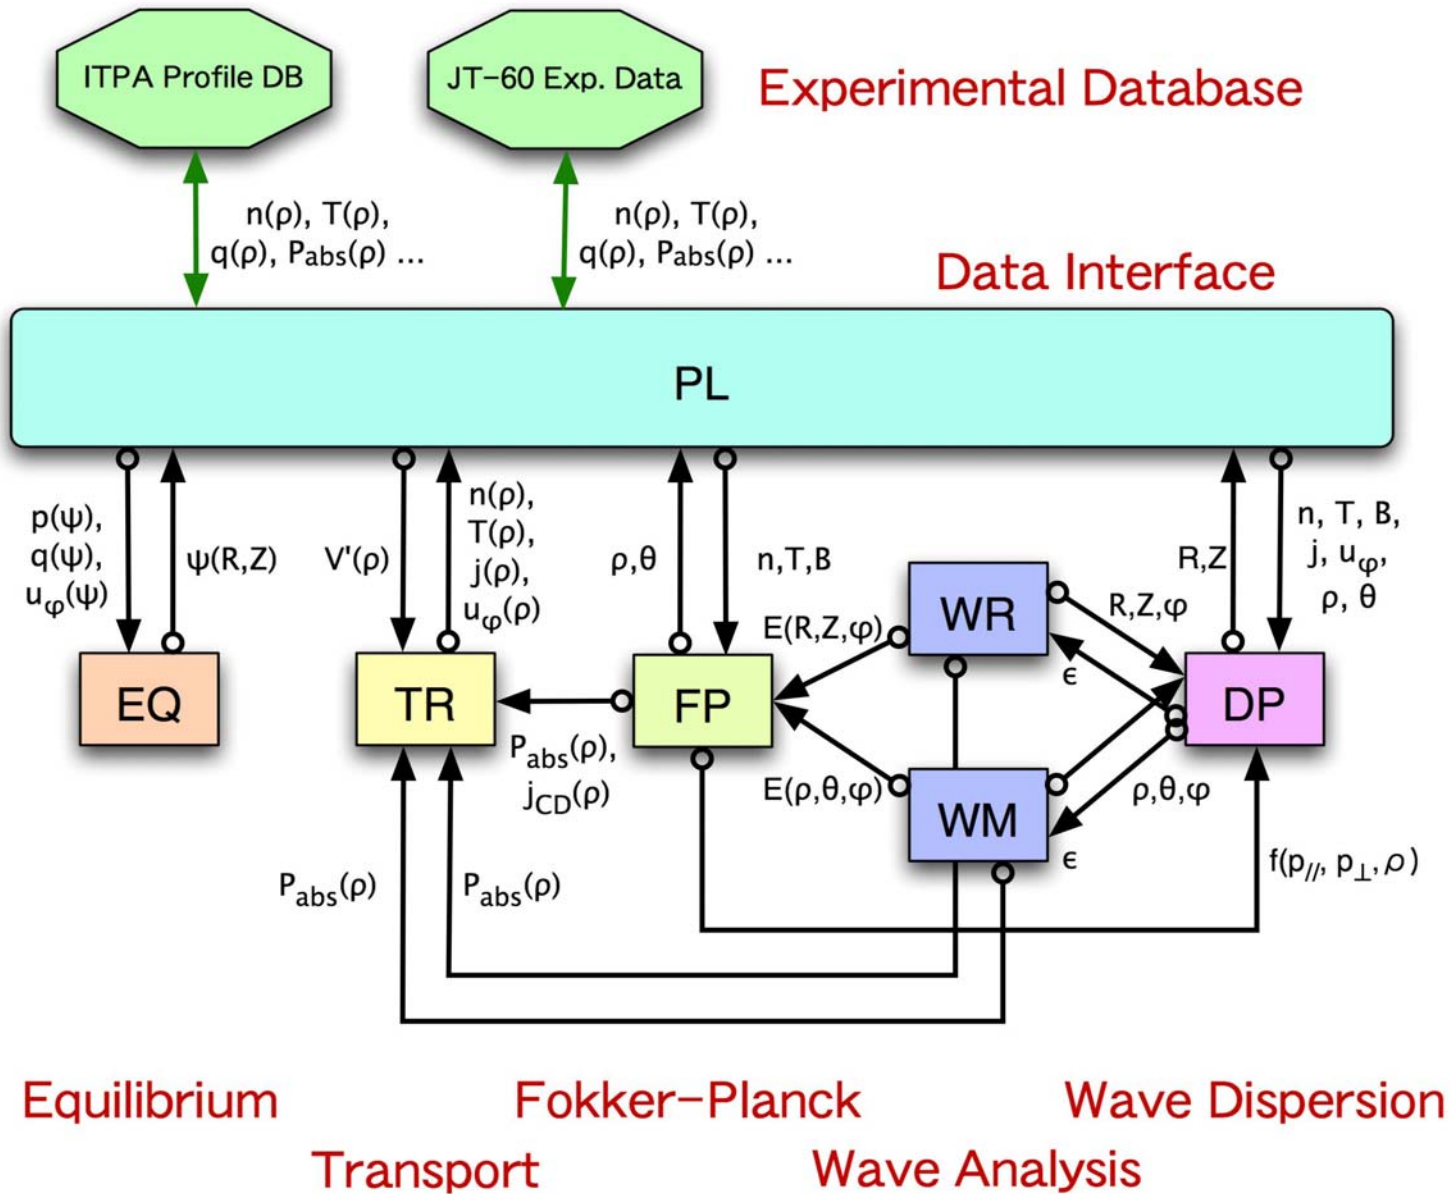 ITPA Profile DB
JT-60 Exp. Data
Experimental Database
n(ρ), T(ρ),
q(ρ), Pabs(ρ) ...
n(ρ), T(ρ),
q(ρ), Pabs(ρ) ...
Data Interface
PL
p(ψ),
q(ψ),
uφ(ψ)
ψ(R,Z)
V'(ρ)
n(ρ),
T(ρ),
j(ρ),
uφ(ρ)
ρ,θ
n,T,B
R,Z
n, T, B,
j, uφ,
ρ, θ
E(R,Z,φ)
WR
R,Z,φ
ϵ
EQ
TR
FP
DP
Pabs(ρ),
jCD(ρ)
E(ρ,θ,φ)
WM
ρ,θ,φ
ϵ
Pabs(ρ)
Pabs(ρ)
f(p//, p⊥, ρ)
Equilibrium
Fokker-Planck
Wave Dispersion
Transport
Wave Analysis